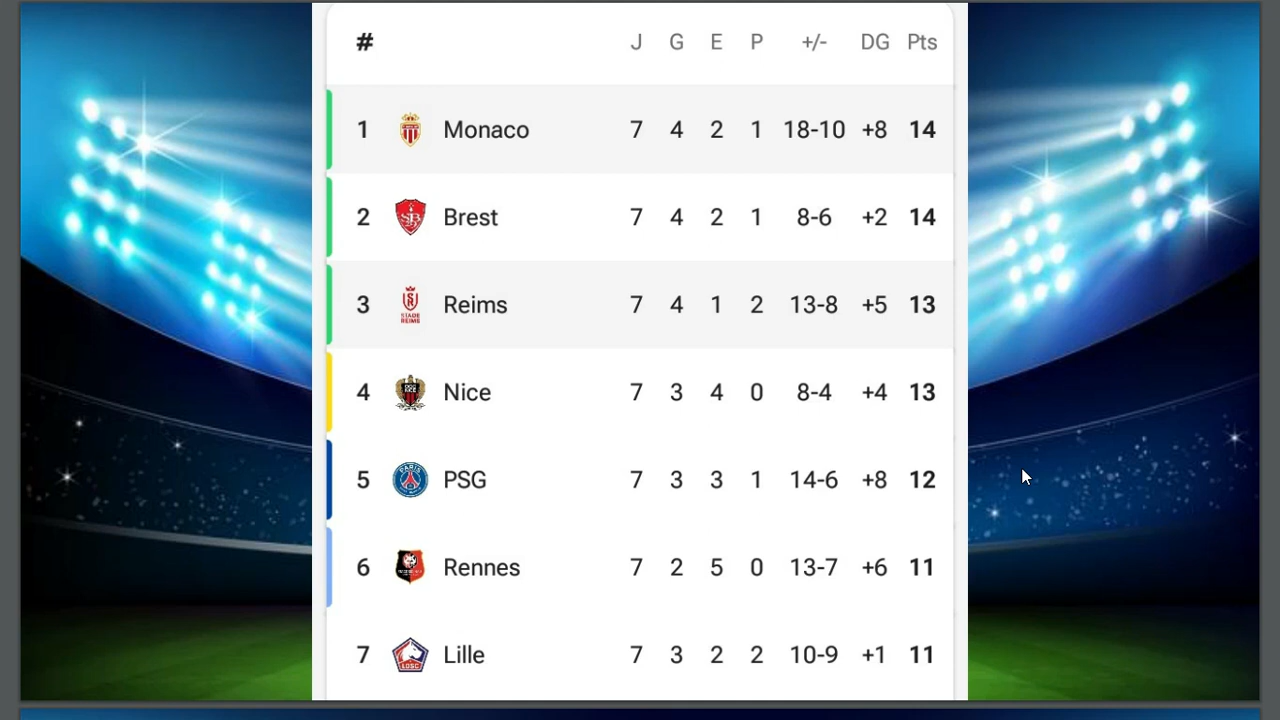 # J G E P +/- DG Pts
1 Monaco 7 4 2 1 18-10 +8 14
2 Brest 7 4 2 1 8-6 +2 14
3 Reims 7 4 1 2 13-8 +5 13
4 Nice 7 3 4 0 8-4 +4 13
5 PSG 7 3 3 1 14-6 +8 12
6 Rennes 7 2 5 0 13-7 +6 11
7 Lille 7 3 2 2 10-9 +1 11